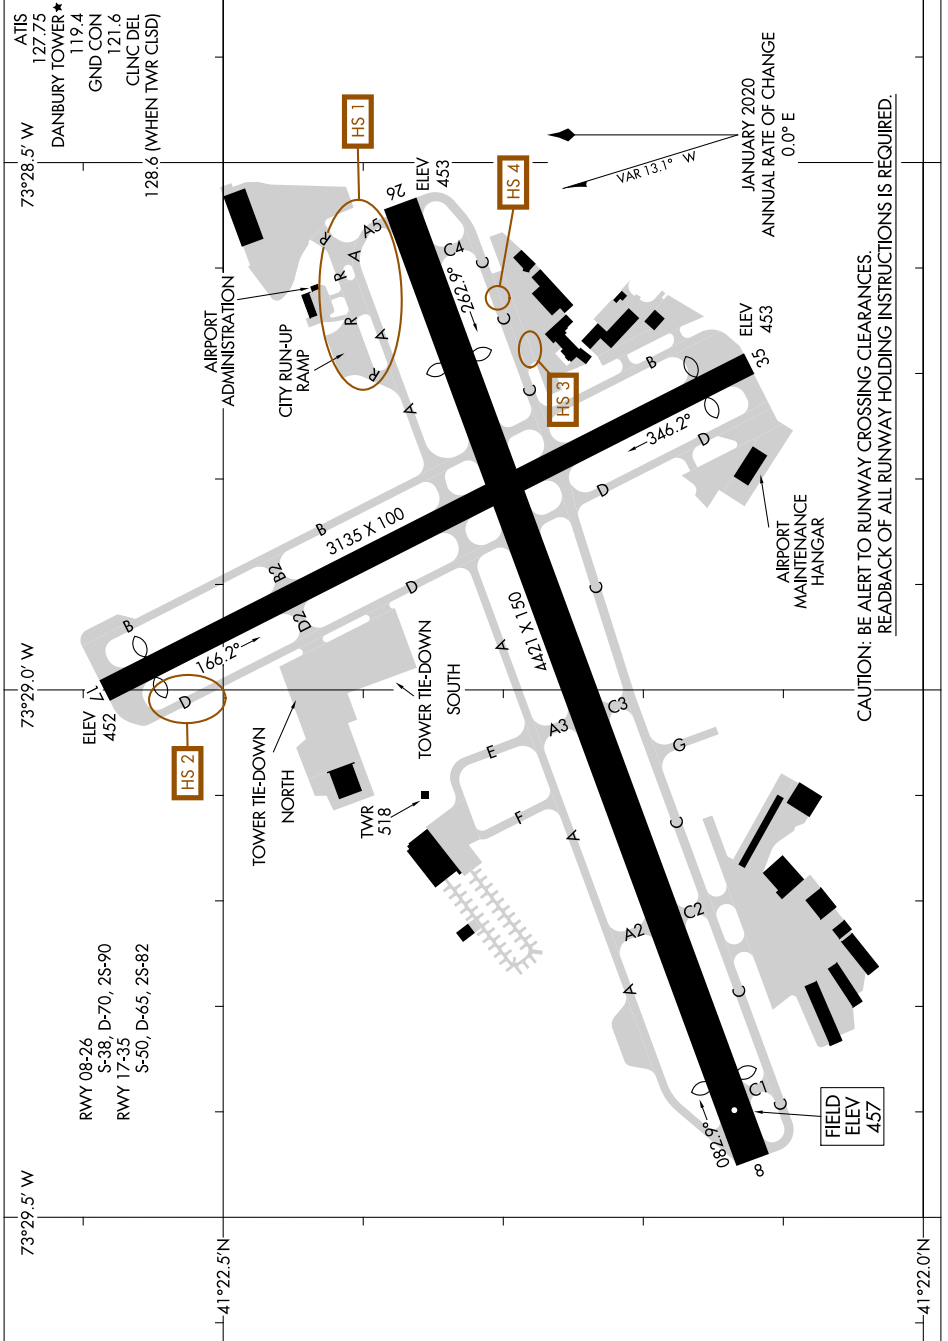 ATIS
127.75
DANBURY TOWER★
119.4
GND CON
121.6
CLNC DEL
128.6 (WHEN TWR CLSD)
73°29.5' W
73°29.0' W
73°28.5' W
41°22.5'N
41°22.0'N
RWY 08-26
S-38, D-70, 2S-90
RWY 17-35
S-50, D-65, 2S-82
ELEV
452
17
HS 2
D
B
166.2°
D2
B2
B
3135 X 100
D
TOWER TIE-DOWN
NORTH
TOWER TIE-DOWN
SOUTH
TWR
518
AIRPORT
ADMINISTRATION
CITY RUN-UP
RAMP
HS 1
R
R
R
R
A
A
A5
A
26
ELEV
453
262.9°
C4
C
C
C
HS 4
HS 3
VAR 13.1° W
JANUARY 2020
ANNUAL RATE OF CHANGE
0.0° E
B
ELEV
453
35
346.2°
D
D
AIRPORT
MAINTENANCE
HANGAR
4421 X 150
A
E
F
A3
C3
C
G
A
C
A2
C2
A
C
C1
C
082.9°
8
FIELD
ELEV
457
CAUTION: BE ALERT TO RUNWAY CROSSING CLEARANCES.
READBACK OF ALL RUNWAY HOLDING INSTRUCTIONS IS REQUIRED.